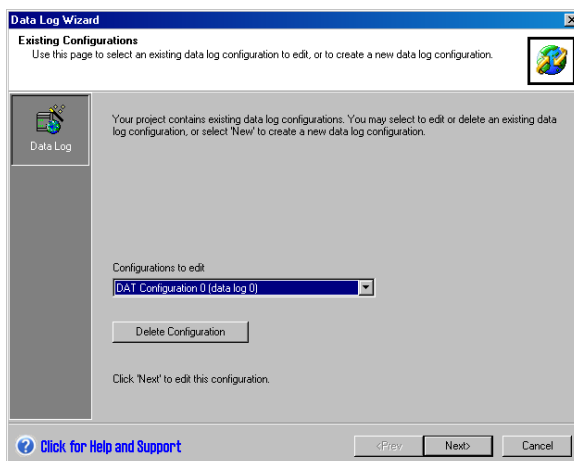 Data Log Wizard
Existing Configurations
Use this page to select an existing data log configuration to edit, or to create a new data log configuration.
Data Log
Your project contains existing data log configurations. You may select to edit or delete an existing data
log configuration, or select 'New' to create a new data log configuration.
Configurations to edit
DAT Configuration 0 (data log 0)
Delete Configuration
Click 'Next' to edit this configuration.
? Click for Help and Support
<Prev
Next>
Cancel